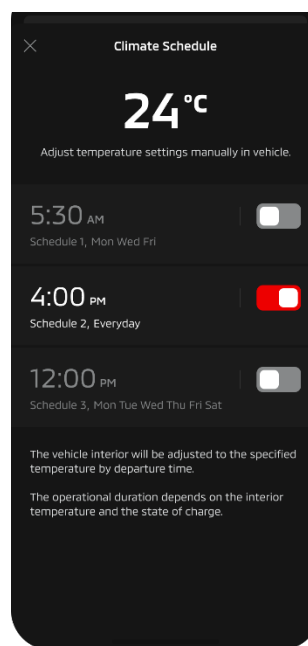 Climate Schedule
24°C
Adjust temperature settings manually in vehicle.
5:30 AM
Schedule 1, Mon Wed Fri
4:00 PM
Schedule 2, Everyday
12:00 PM
Schedule 3, Mon Tue Wed Thu Fri Sat
The vehicle interior will be adjusted to the specified
temperature by departure time.
The operational duration depends on the interior
temperature and the state of charge.